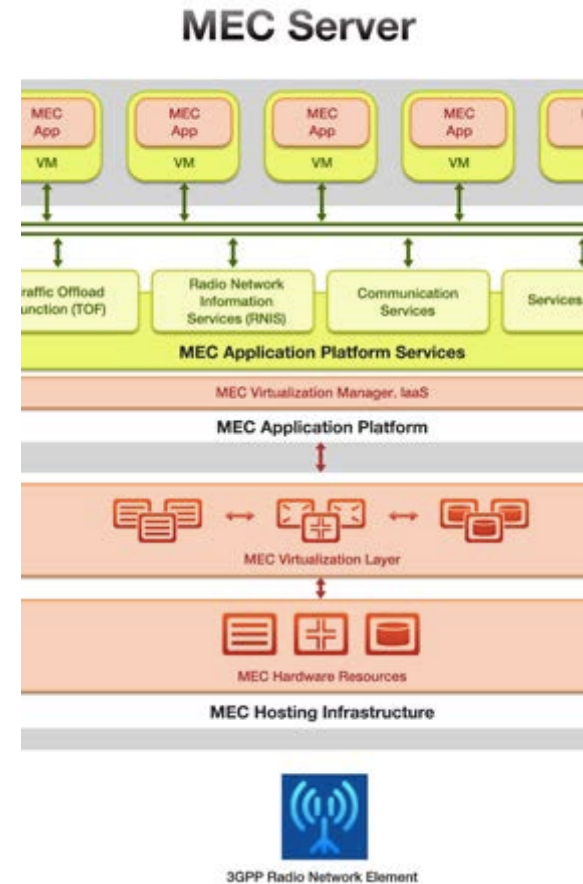 MEC Server
MEC
App
VM
MEC
App
VM
MEC
App
VM
MEC
App
VM
raffic Offload
unction (TOF)
Radio Network
Information
Services (RNIS)
Communication
Services
Services
MEC Application Platform Services
MEC Virtualization Manager, IaaS
MEC Application Platform
MEC Virtualization Layer
MEC Hardware Resources
MEC Hosting Infrastructure
3GPP Radio Network Element